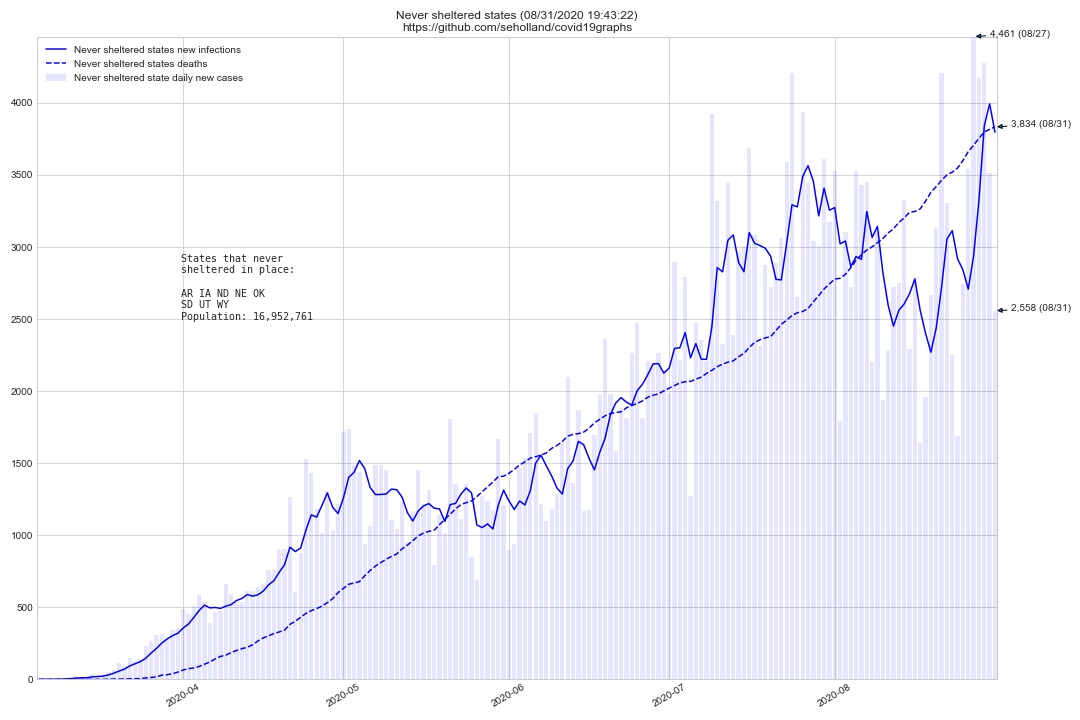 Never sheltered states (08/31/2020 19:43:22)
https://github.com/seholland/covid19graphs
4,461 (08/27)
Never sheltered states new infections
Never sheltered states deaths
Never sheltered state daily new cases
4000
3,834 (08/31)
3500
3000
States that never
sheltered in place:
AR IA ND NE OK
SD UT WY
Population: 16,952,761
2,558 (08/31)
2500
2000
1500
1000
500
0
2020-04
2020-05
2020-06
2020-07
2020-08